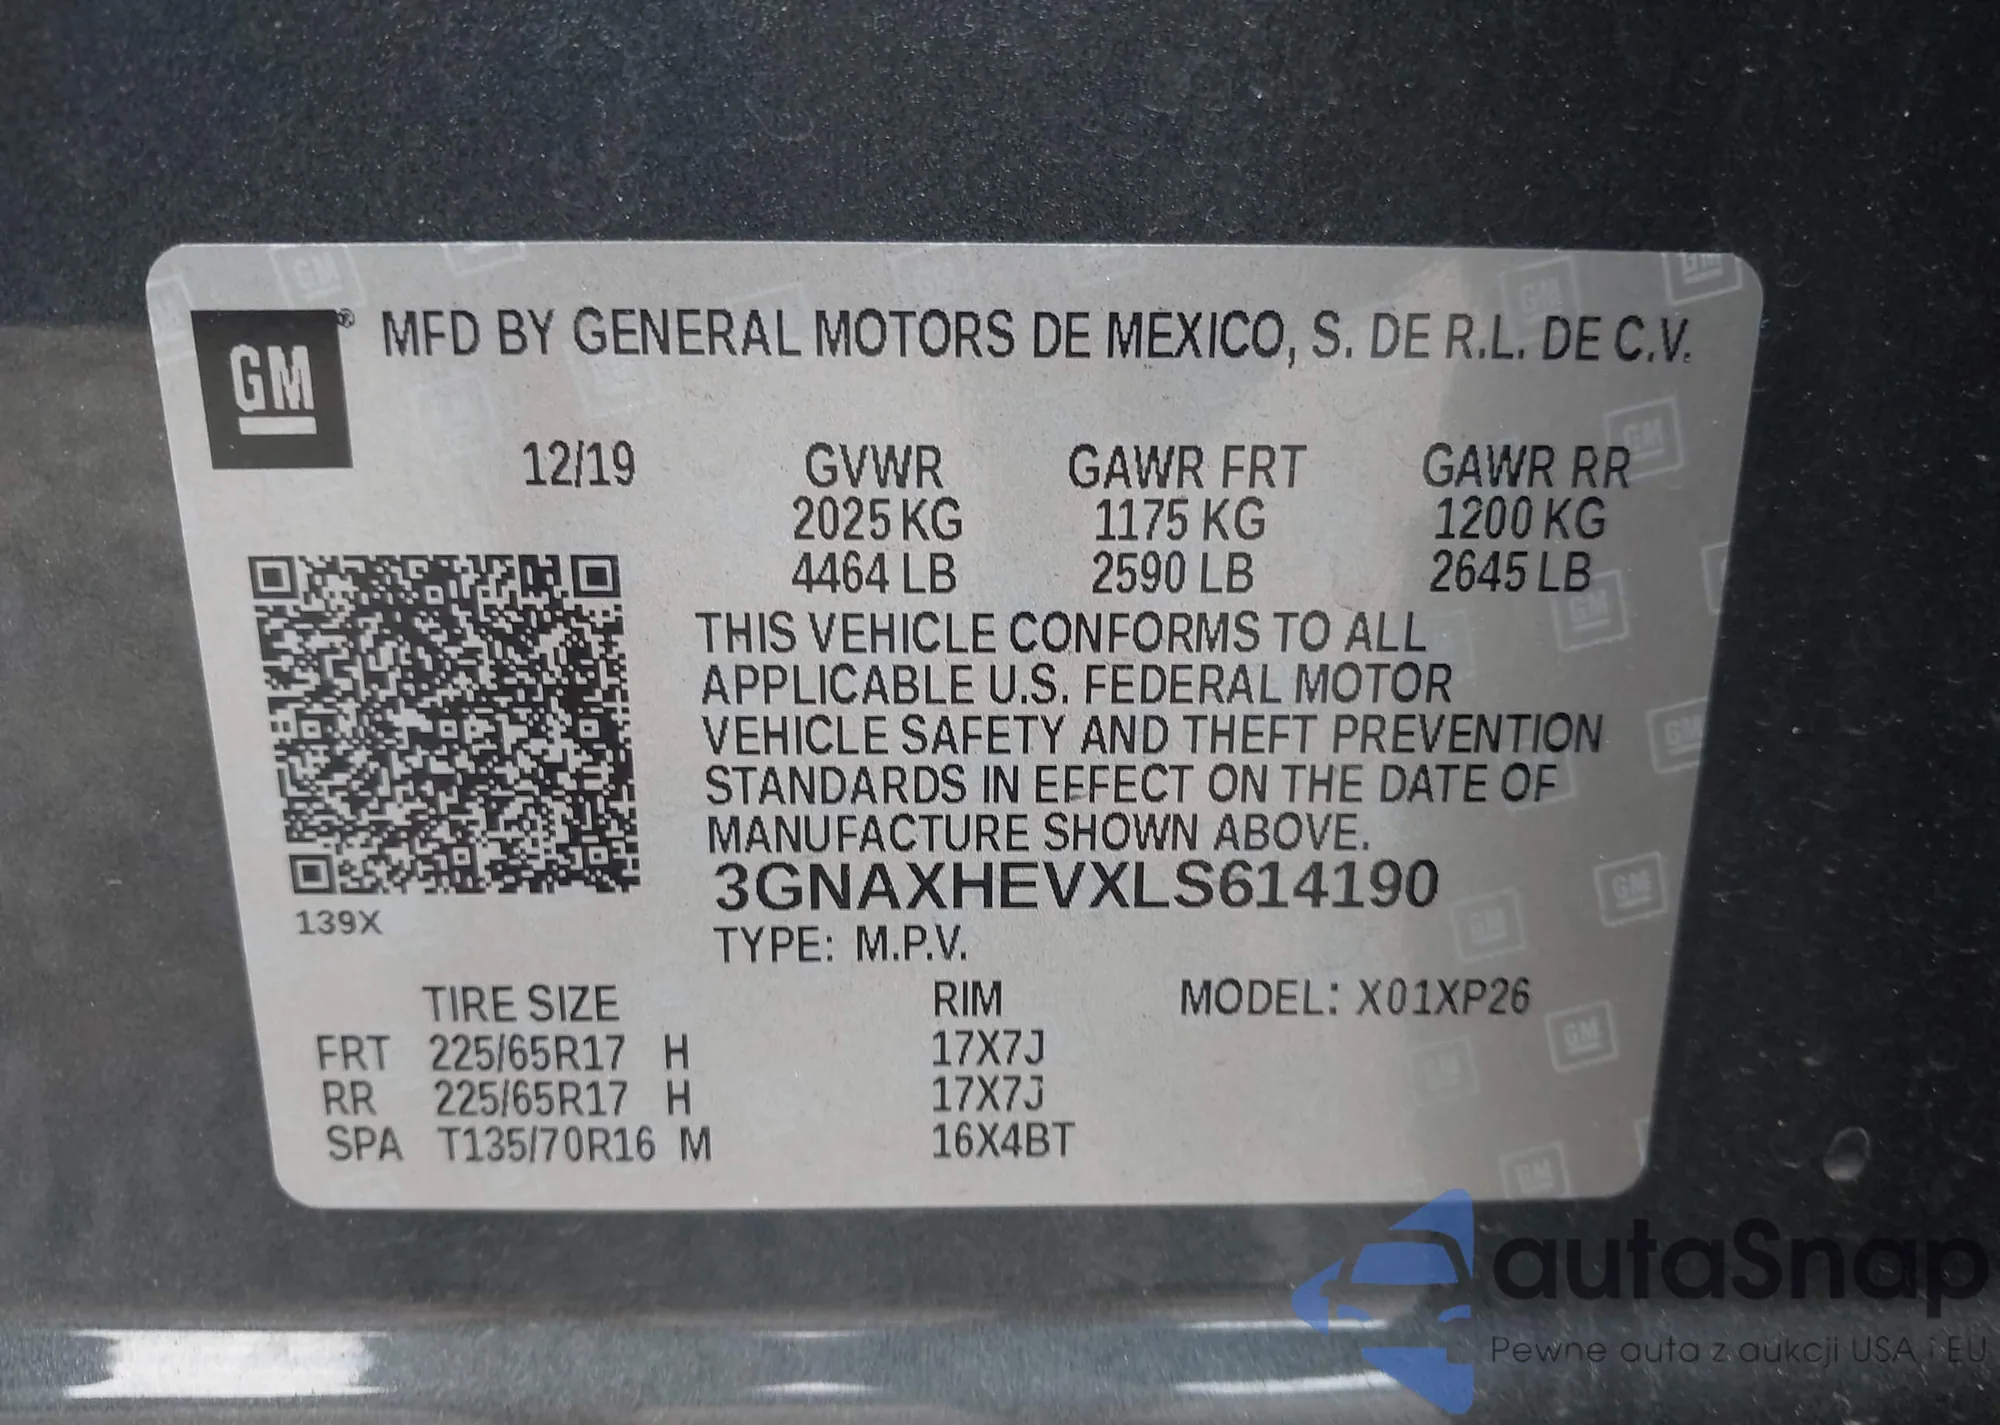 GM ® MFD BY GENERAL MOTORS DE MEXICO, S. DE R.L. DE C.V.
12/19 GVWR GAWR FRT GAWR RR
2025 KG 1175 KG 1200 KG
4464 LB 2590 LB 2645 LB
THIS VEHICLE CONFORMS TO ALL
APPLICABLE U.S. FEDERAL MOTOR
VEHICLE SAFETY AND THEFT PREVENTION
STANDARDS IN EFFECT ON THE DATE OF
MANUFACTURE SHOWN ABOVE.
3GNAXHEVXLS614190
139X
TYPE: M.P.V.
TIRE SIZE RIM MODEL: X01XP26
FRT 225/65R17 H 17X7J
RR 225/65R17 H 17X7J
SPA T135/70R16 M 16X4BT
autaSnap
Pewne auta z aukcji USA i EU